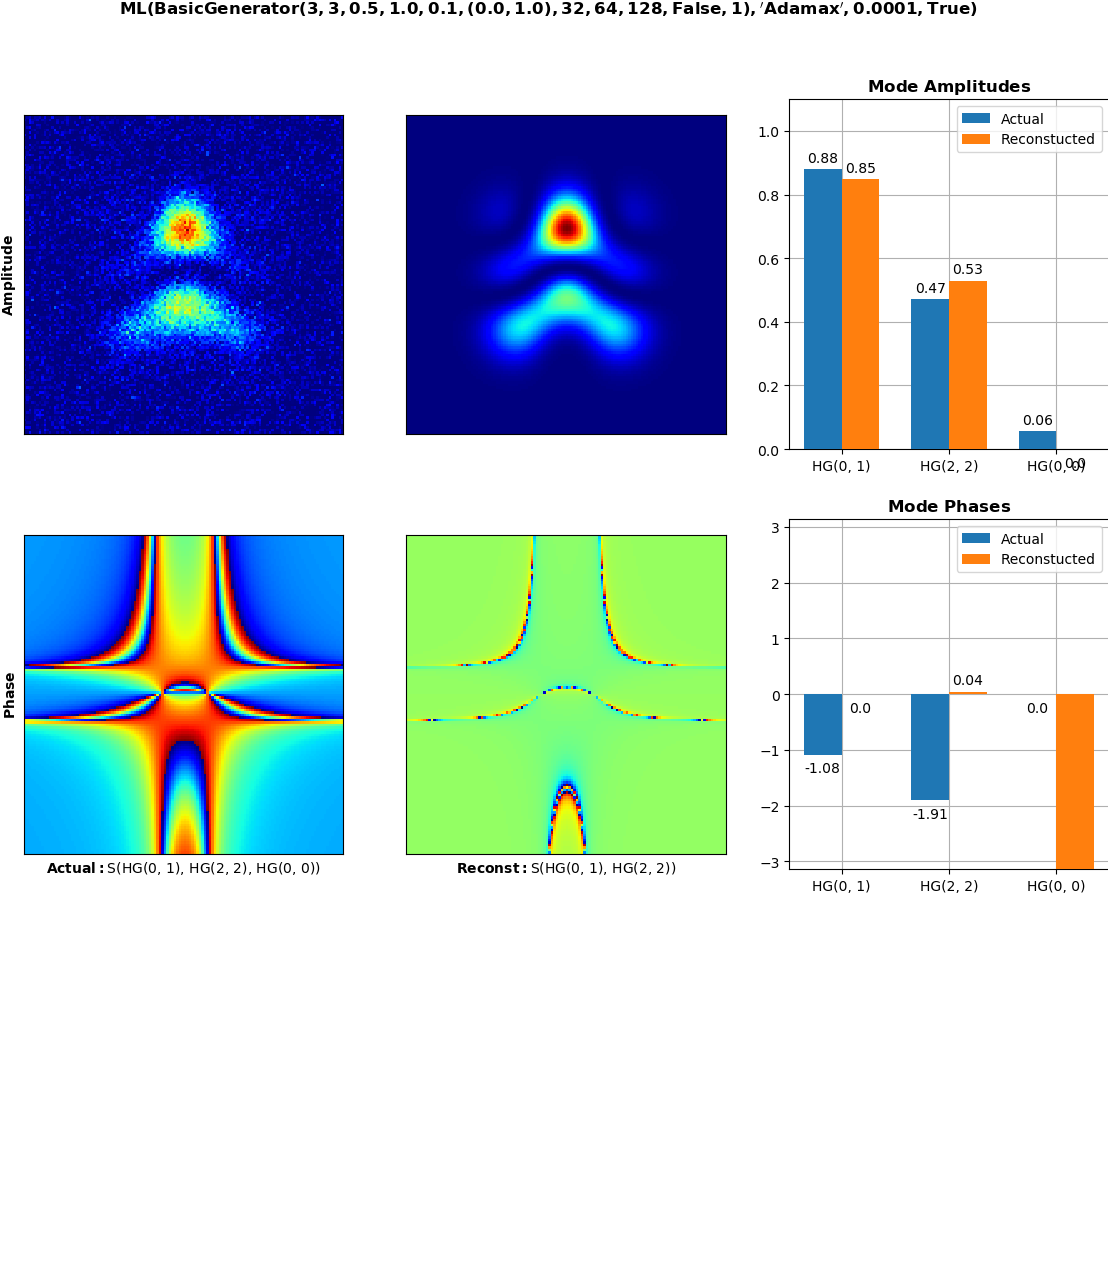 ML(BasicGenerator(3, 3, 0.5, 1.0, 0.1, (0.0, 1.0), 32, 64, 128, False, 1), ′Adamax′, 0.0001, True)
Amplitude
Mode Amplitudes
Actual
Reconstucted
1.0
0.8
0.6
0.4
0.2
0.0
0.88
0.85
0.47
0.53
0.06
0.0
HG(0, 1)
HG(2, 2)
HG(0, 0)
Phase
Mode Phases
Actual
Reconstucted
3
2
1
0
−1
−2
−3
-1.08
0.0
-1.91
0.04
0.0
HG(0, 1)
HG(2, 2)
HG(0, 0)
Actual: S(HG(0, 1), HG(2, 2), HG(0, 0))
Reconst: S(HG(0, 1), HG(2, 2))